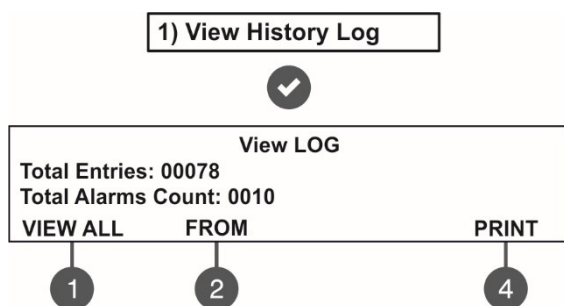 1) View History Log
View LOG
Total Entries: 00078
Total Alarms Count: 0010
VIEW ALL FROM PRINT
1 2 4